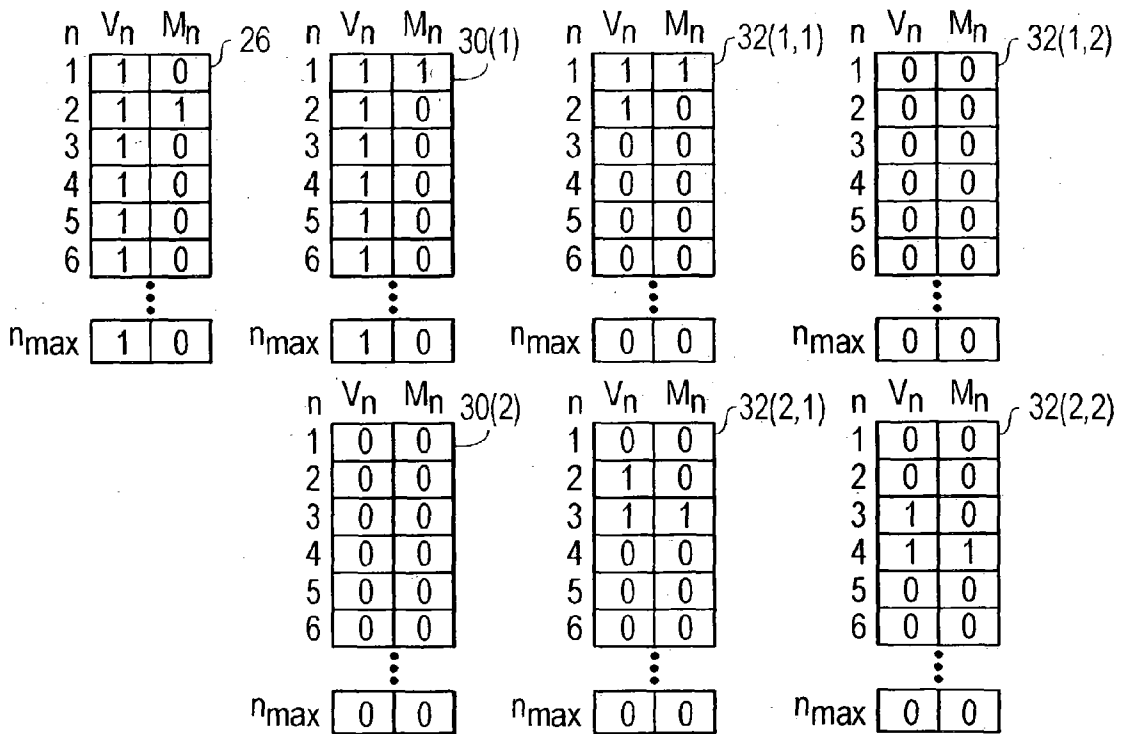 n Vn Mn 26 n Vn Mn 30(1) n Vn Mn 32(1,1) n Vn Mn 32(1,2)
1 1 0 1 1 1 1 1 1 1 0 0
2 1 1 2 1 0 2 1 0 2 0 0
3 1 0 3 1 0 3 0 0 3 0 0
4 1 0 4 1 0 4 0 0 4 0 0
5 1 0 5 1 0 5 0 0 5 0 0
6 1 0 6 1 0 6 0 0 6 0 0
nmax 1 0 nmax 1 0 nmax 0 0 nmax 0 0
n Vn Mn 30(2) n Vn Mn 32(2,1) n Vn Mn 32(2,2)
1 0 0 1 0 0 1 0 0
2 0 0 2 1 0 2 0 0
3 0 0 3 1 1 3 1 0
4 0 0 4 0 0 4 1 1
5 0 0 5 0 0 5 0 0
6 0 0 6 0 0 6 0 0
nmax 0 0 nmax 0 0 nmax 0 0